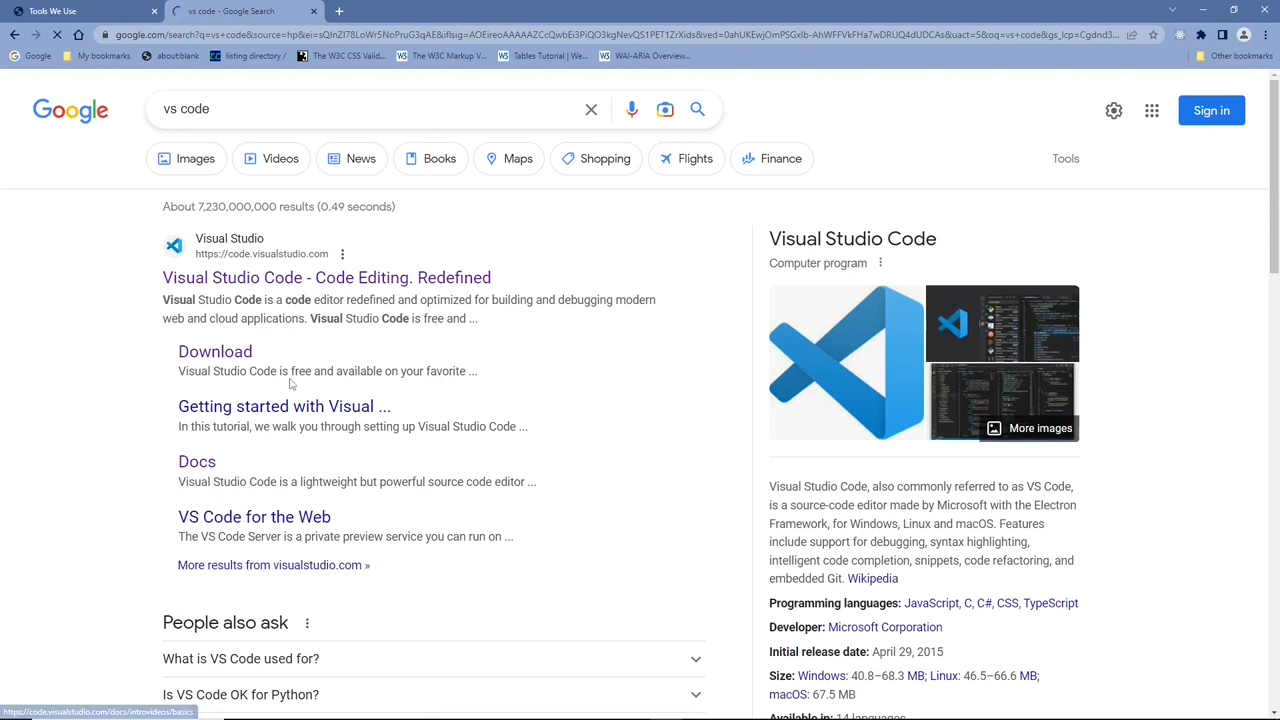 Tools We Use
vs code - Google Search
google.com/search?q=vs+code&source=hp&ei=sQlnZI78LoWr5NoPruG3qAE&iflsig=AOEireoAAAAAZCcQwbEi3PiQO3kgNevQS1PET1ZrXids&ved=0ahUKEwjOmPSGxIb-AhWFFVkFHa7wDRUQ4dUDCAs&uact=5&oq=vs+code&gs_lcp=Cgdnd3...
Google
My bookmarks
about:blank
listing directory /
The W3C CSS Valid...
The W3C Markup V...
Tables Tutorial | We...
WAI-ARIA Overview...
Other bookmarks
Google
vs code
Sign in
Images
Videos
News
Books
Maps
Shopping
Flights
Finance
Tools
About 7,230,000,000 results (0.49 seconds)
Visual Studio
https://code.visualstudio.com
Visual Studio Code - Code Editing. Redefined
Visual Studio Code is a code editor redefined and optimized for building and debugging modern
web and cloud applications. Visual Studio Code is free and ...
Download
Visual Studio Code is free and available on your favorite ...
Getting started with Visual ...
In this tutorial, we walk you through setting up Visual Studio Code ...
Docs
Visual Studio Code is a lightweight but powerful source code editor ...
VS Code for the Web
The VS Code Server is a private preview service you can run on ...
More results from visualstudio.com »
People also ask
What is VS Code used for?
Is VS Code OK for Python?
Visual Studio Code
Computer program
More images
Visual Studio Code, also commonly referred to as VS Code,
is a source-code editor made by Microsoft with the Electron
Framework, for Windows, Linux and macOS. Features
include support for debugging, syntax highlighting,
intelligent code completion, snippets, code refactoring, and
embedded Git. Wikipedia
Programming languages: JavaScript, C, C#, CSS, TypeScript
Developer: Microsoft Corporation
Initial release date: April 29, 2015
Size: Windows: 40.8–68.3 MB; Linux: 46.5–66.6 MB;
macOS: 67.5 MB
Available in: 14 languages
https://code.visualstudio.com/docs/introvideos/basics